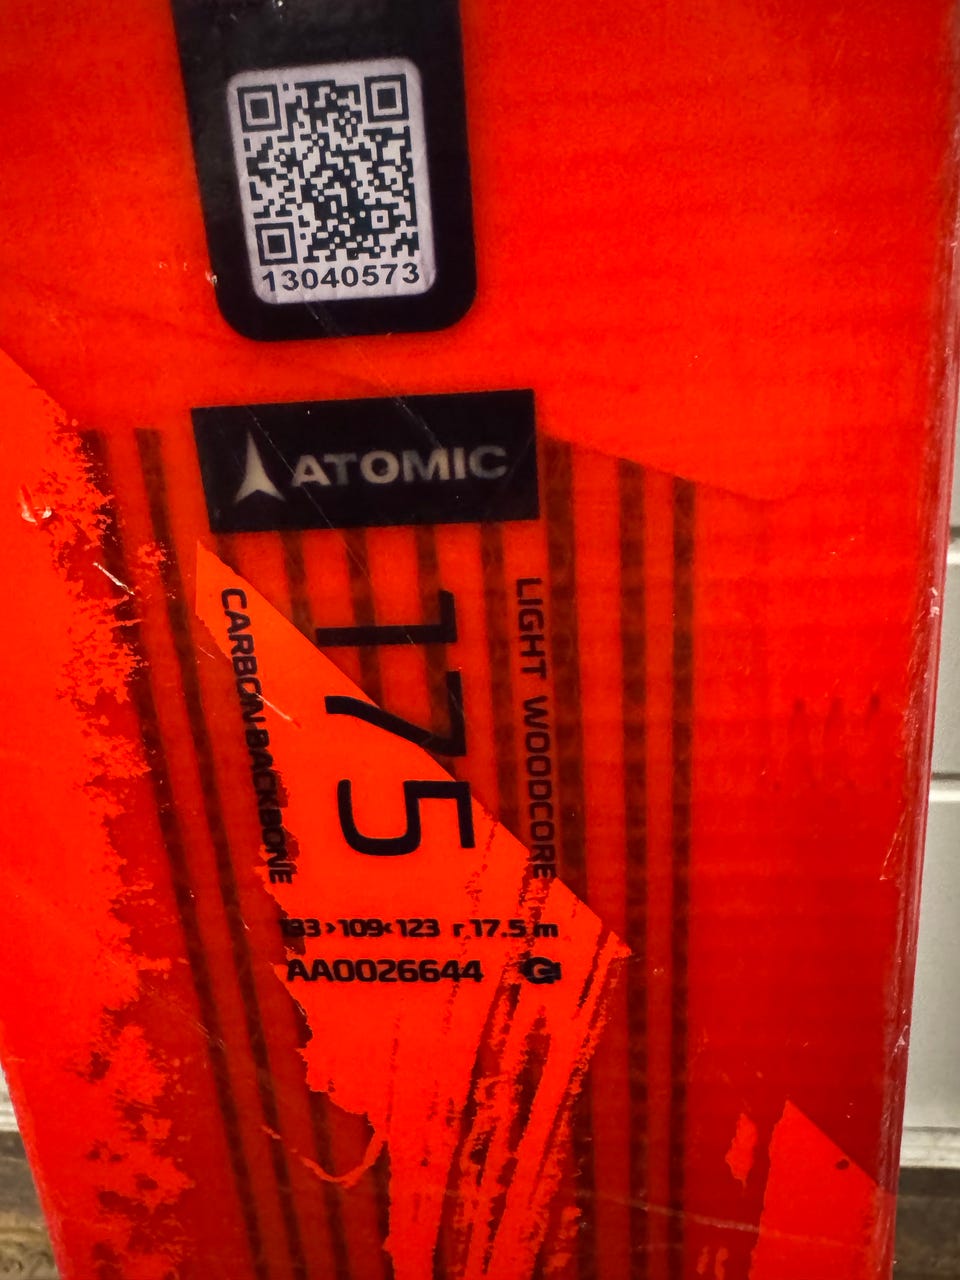 13040573
ATOMIC
LIGHT WOODCORE
175
CARBON BACKBONE
133>109<123 r 17.5 m
AA0026644